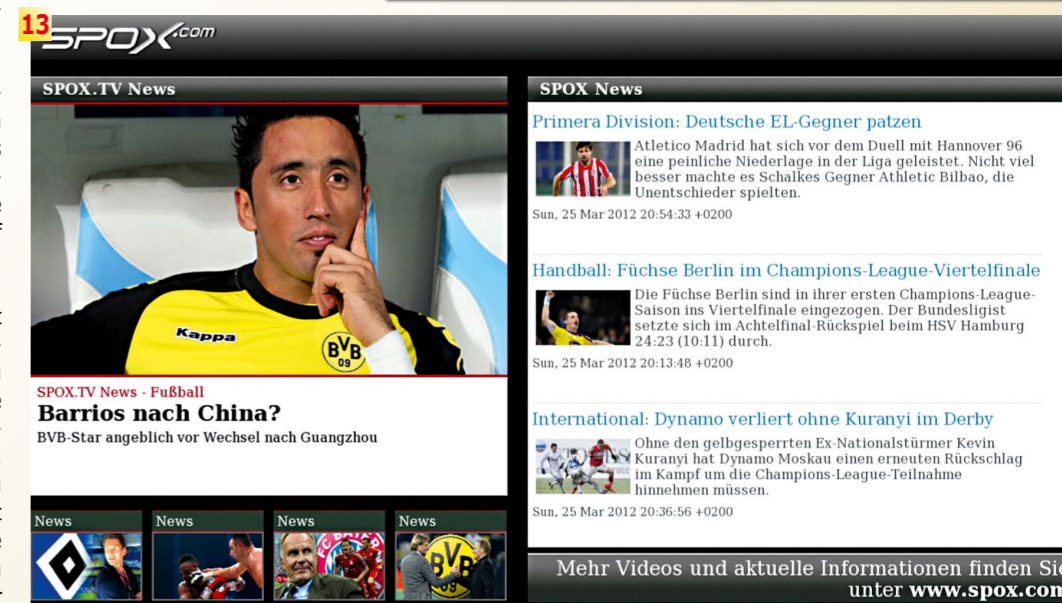 13
SPOX.com
SPOX.TV News
Kappa
BVB
09
SPOX.TV News - Fußball
Barrios nach China?
BVB-Star angeblich vor Wechsel nach Guangzhou
News
News
News
News
FC BAYERN
BVB
SPOX News
Primera Division: Deutsche EL-Gegner patzen
Atletico Madrid hat sich vor dem Duell mit Hannover 96
eine peinliche Niederlage in der Liga geleistet. Nicht viel
besser machte es Schalkes Gegner Athletic Bilbao, die
Unentschieder spielten.
Sun, 25 Mar 2012 20:54:33 +0200
Handball: Füchse Berlin im Champions-League-Viertelfinale
Die Füchse Berlin sind in ihrer ersten Champions-League-
Saison ins Viertelfinale eingezogen. Der Bundesligist
setzte sich im Achtelfinal-Rückspiel beim HSV Hamburg
24:23 (10:11) durch.
Sun, 25 Mar 2012 20:13:48 +0200
International: Dynamo verliert ohne Kuranyi im Derby
Ohne den gelbgesperrten Ex-Nationalstürmer Kevin
Kuranyi hat Dynamo Moskau einen erneuten Rückschlag
im Kampf um die Champions-League-Teilnahme
hinnehmen müssen.
Sun, 25 Mar 2012 20:36:56 +0200
Mehr Videos und aktuelle Informationen finden Sie
unter www.spox.com